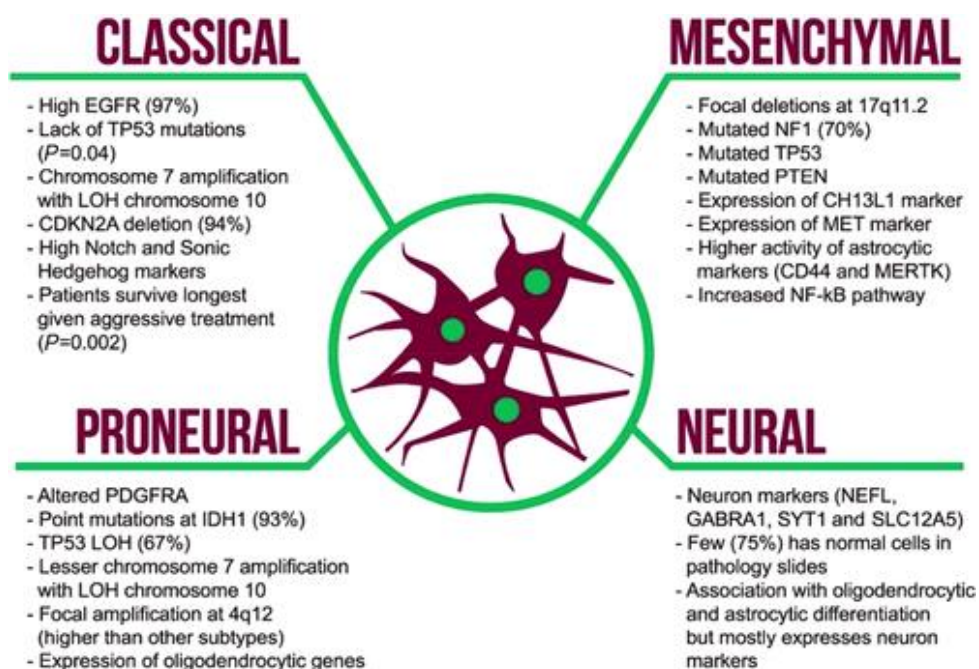 CLASSICAL
- High EGFR (97%)
- Lack of TP53 mutations
(P=0.04)
- Chromosome 7 amplification
with LOH chromosome 10
- CDKN2A deletion (94%)
- High Notch and Sonic
Hedgehog markers
- Patients survive longest
given aggressive treatment
(P=0.002)
MESENCHYMAL
- Focal deletions at 17q11.2
- Mutated NF1 (70%)
- Mutated TP53
- Mutated PTEN
- Expression of CH13L1 marker
- Expression of MET marker
- Higher activity of astrocytic
markers (CD44 and MERTK)
- Increased NF-kB pathway
PRONEURAL
- Altered PDGFRA
- Point mutations at IDH1 (93%)
- TP53 LOH (67%)
- Lesser chromosome 7 amplification
with LOH chromosome 10
- Focal amplification at 4q12
(higher than other subtypes)
- Expression of oligodendrocytic genes
NEURAL
- Neuron markers (NEFL,
GABRA1, SYT1 and SLC12A5)
- Few (75%) has normal cells in
pathology slides
- Association with oligodendrocytic
and astrocytic differentiation
but mostly expresses neuron
markers